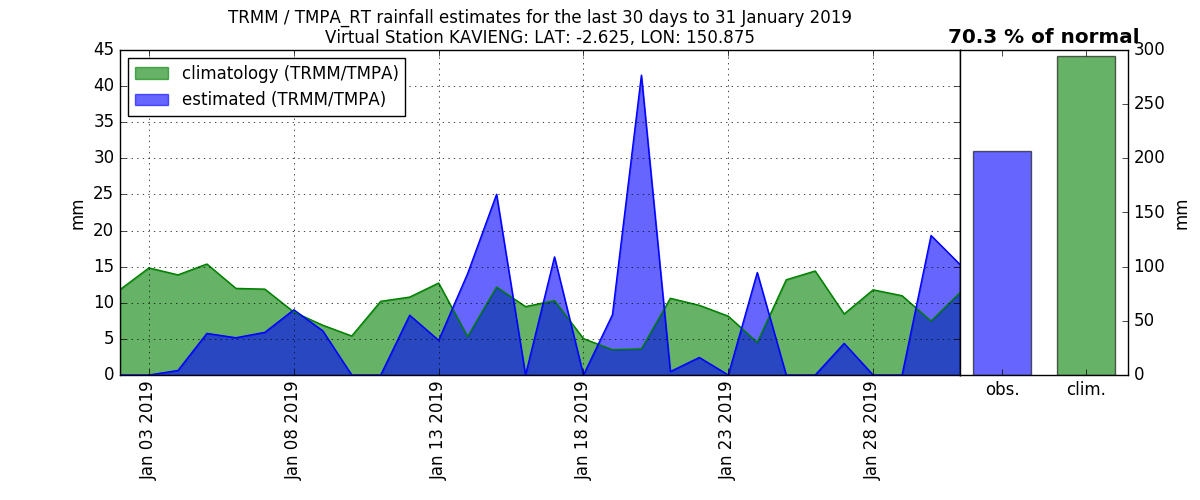 TRMM / TMPA_RT rainfall estimates for the last 30 days to 31 January 2019
Virtual Station KAVIENG: LAT: -2.625, LON: 150.875
70.3 % of normal
climatology (TRMM/TMPA)
estimated (TRMM/TMPA)
45
40
35
30
25
20
15
10
5
0
mm
Jan 03 2019
Jan 08 2019
Jan 13 2019
Jan 18 2019
Jan 23 2019
Jan 28 2019
300
250
200
150
100
50
0
mm
obs.
clim.